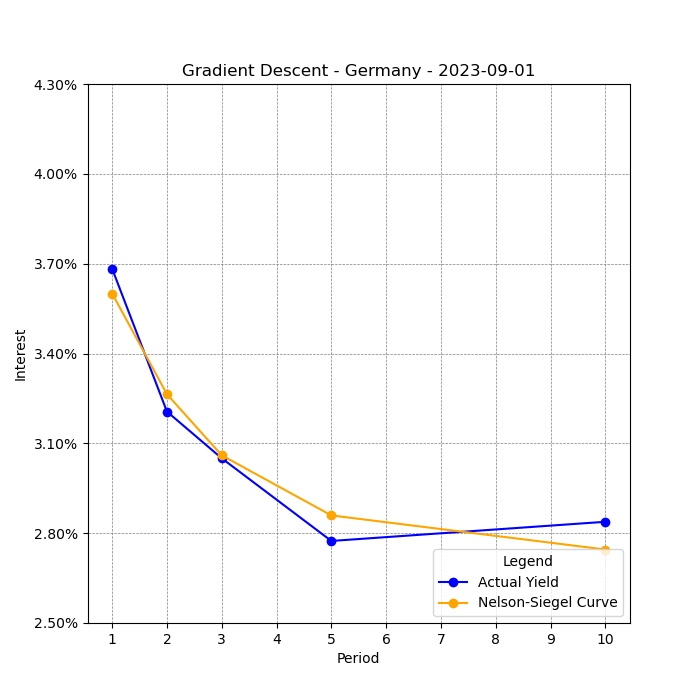 Gradient Descent - Germany - 2023-09-01
4.30%
4.00%
3.70%
3.40%
3.10%
2.80%
2.50%
Interest
1 2 3 4 5 6 7 8 9 10
Period
Legend
Actual Yield
Nelson-Siegel Curve